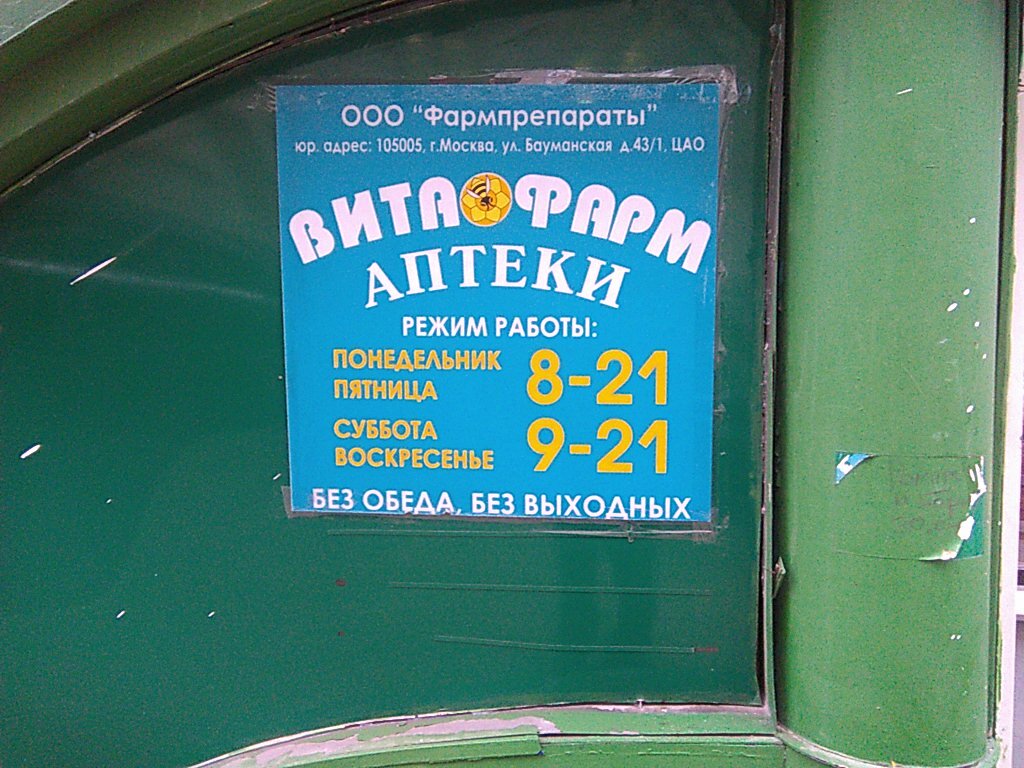 ООО "Фармпрепараты"
юр. адрес: 105005, г.Москва, ул. Бауманская д.43/1, ЦАО
ВИТАФАРМ
АПТЕКИ
РЕЖИМ РАБОТЫ:
ПОНЕДЕЛЬНИК
ПЯТНИЦА
8-21
СУББОТА
ВОСКРЕСЕНЬЕ
9-21
БЕЗ ОБЕДА, БЕЗ ВЫХОДНЫХ